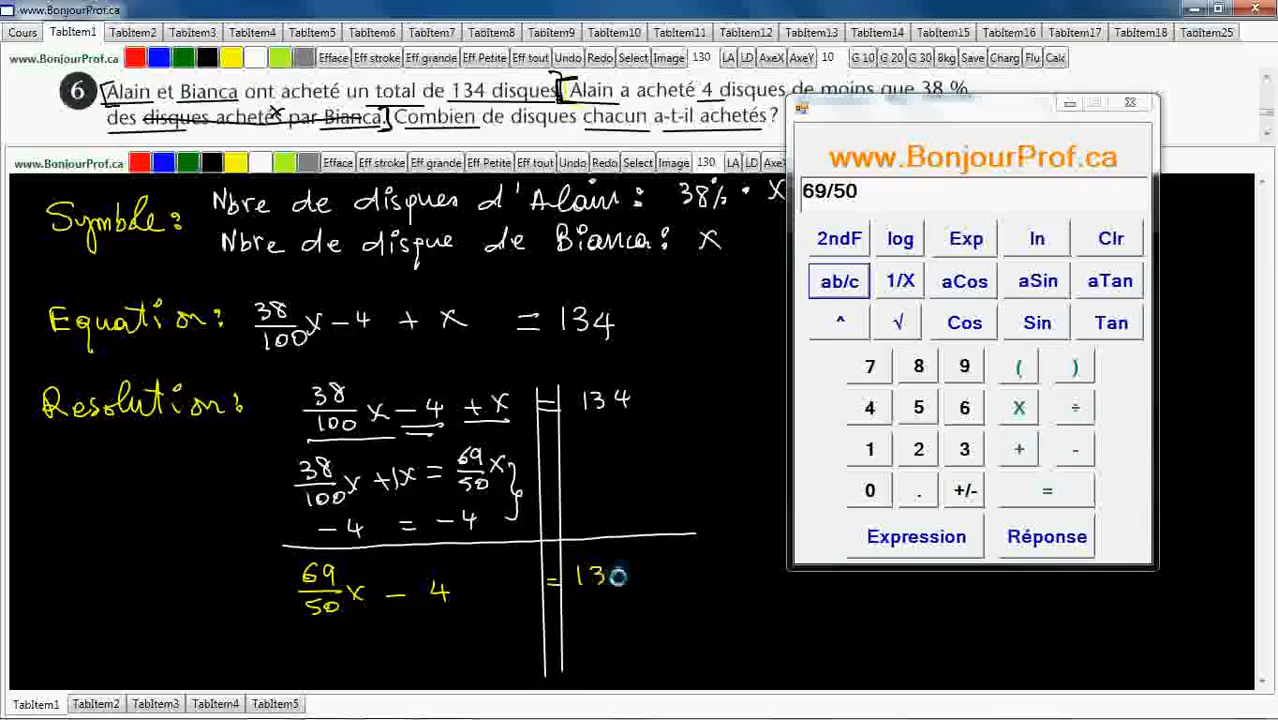 www.BonjourProf.ca
Cours TabItem1 TabItem2 TabItem3 TabItem4 TabItem5 TabItem6 TabItem7 TabItem8 TabItem9 TabItem10 TabItem11 TabItem12 TabItem13 TabItem14 TabItem15 TabItem16 TabItem17 TabItem18 TabItem25
www.BonjourProf.ca Efface Eff stroke Eff grande Eff Petite Eff tout Undo Redo Select Image 130 LA LD AxeX AxeY 10 G 10 G 20 G 30 Bkg Save Charg Flu Calc
6 Alain et Bianca ont acheté un total de 134 disques. Alain a acheté 4 disques de moins que 38 %
des disques achetés par Bianca. Combien de disques chacun a-t-il achetés ?
x
www.BonjourProf.ca Efface Eff stroke Eff grande Eff Petite Eff tout Undo Redo Select Image 130 LA LD AxeX
Symbole : Nbre de disques d'Alain : 38% · x
Nbre de disque de Bianca : x
Equation : 38/100 x - 4 + x = 134
Resolution : 38/100 x - 4 + x = 134
38/100 x + 1x = 69/50 x
-4 = -4
69/50 x - 4 = 13
www.BonjourProf.ca
69/50
2ndF log Exp ln Clr
ab/c 1/X aCos aSin aTan
^ √ Cos Sin Tan
7 8 9 ( )
4 5 6 X ÷
1 2 3 + -
0 . +/- =
Expression Réponse
TabItem1 TabItem2 TabItem3 TabItem4 TabItem5